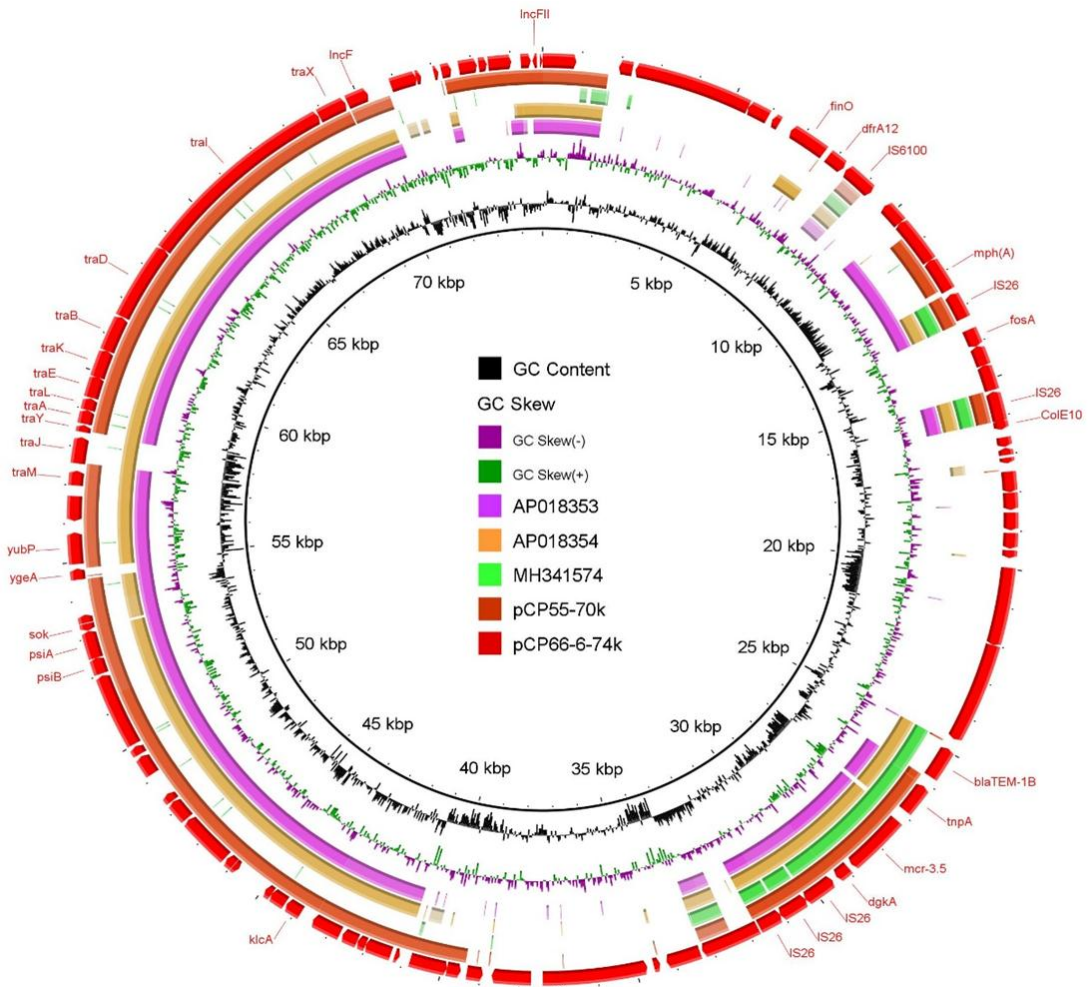 IncFII
IncF
traX
traI
traD
traB
traK
traE
traL
traA
traY
traJ
traM
yubP
ygeA
sok
psiA
psiB
klcA
finO
dfrA12
IS6100
mph(A)
IS26
fosA
IS26
ColE10
blaTEM-1B
tnpA
mcr-3.5
dgkA
IS26
IS26
IS26
5 kbp
10 kbp
15 kbp
20 kbp
25 kbp
30 kbp
35 kbp
40 kbp
45 kbp
50 kbp
55 kbp
60 kbp
65 kbp
70 kbp
GC Content
GC Skew
GC Skew(-)
GC Skew(+)
AP018353
AP018354
MH341574
pCP55-70k
pCP66-6-74k